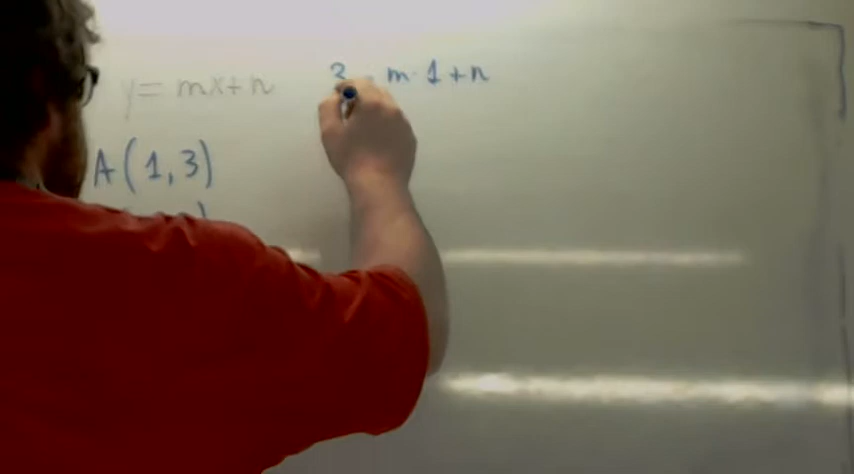 y = mx + n
3 = m · 1 + n
A (1, 3)
)